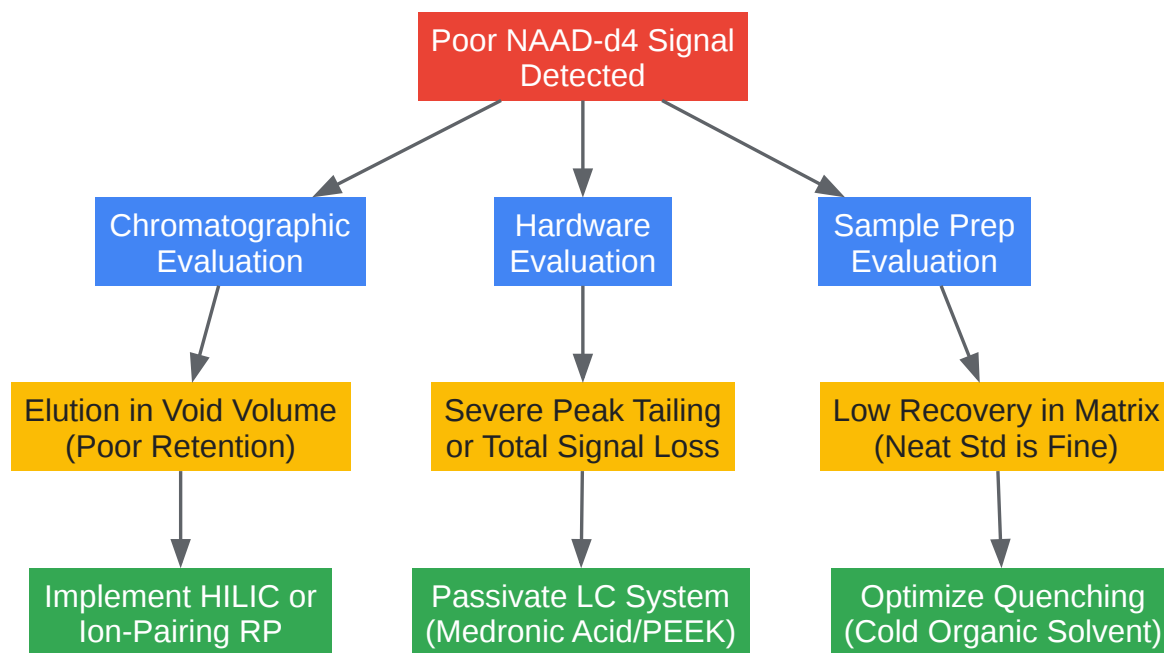 Poor NAAD-d4 Signal
Detected
Chromatographic
Evaluation
Hardware
Evaluation
Sample Prep
Evaluation
Elution in Void Volume
(Poor Retention)
Severe Peak Tailing
or Total Signal Loss
Low Recovery in Matrix
(Neat Std is Fine)
Implement HILIC or
Ion-Pairing RP
Passivate LC System
(Medronic Acid/PEEK)
Optimize Quenching
(Cold Organic Solvent)